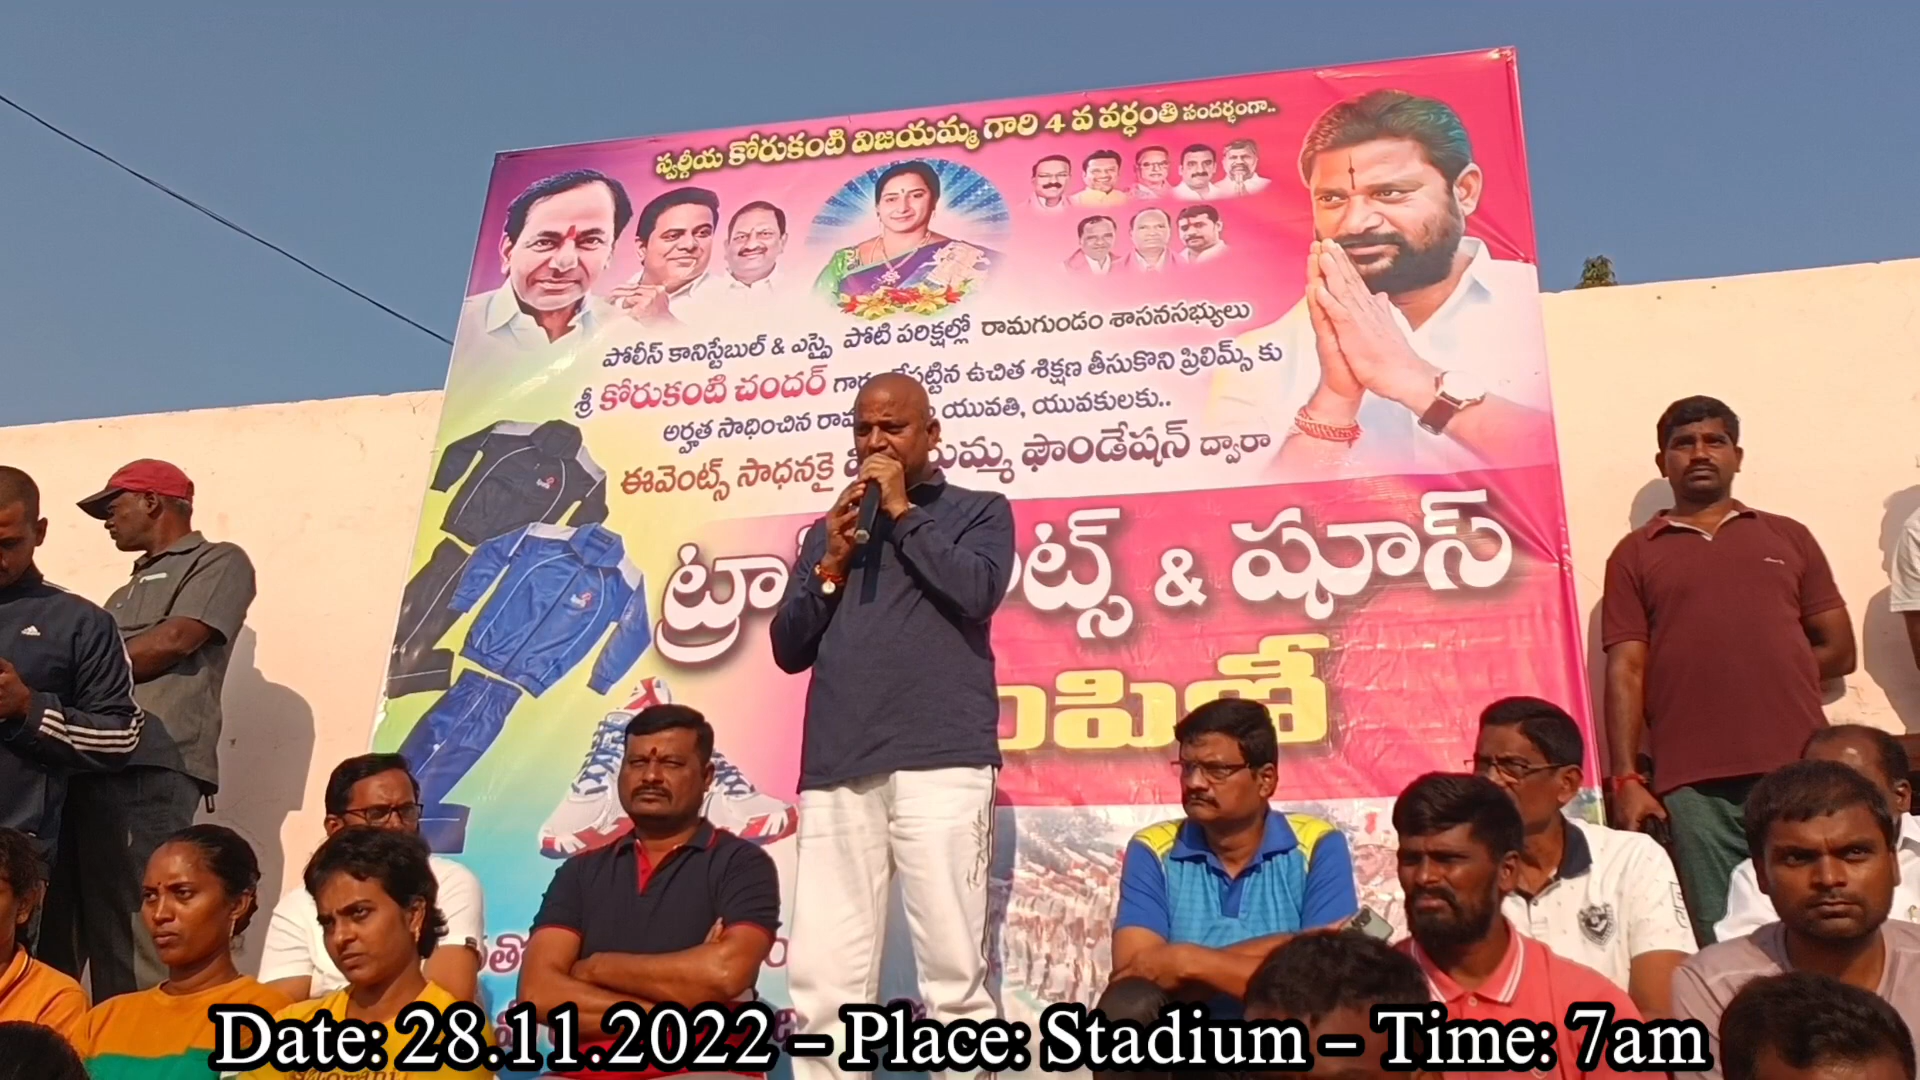 స్వర్గీయ కోరుకంటి విజయమ్మ గారి 4 వ వర్ధంతి సందర్భంగా..
పోలీస్ కానిస్టేబుల్ & ఎస్సై పోటి పరిక్షల్లో రామగుండం శాసనసభ్యులు
శ్రీ కోరుకంటి చందర్ ఉచిత శిక్షణ తీసుకొని ప్రిలిమ్స్ కు
అర్హత సాధించిన యువతి, యువకులకు..
ఈవెంట్స్ సాధనకై ఫౌండేషన్ ద్వారా
& షూస్
adidas
Date: 28.11.2022 – Place: Stadium – Time: 7am